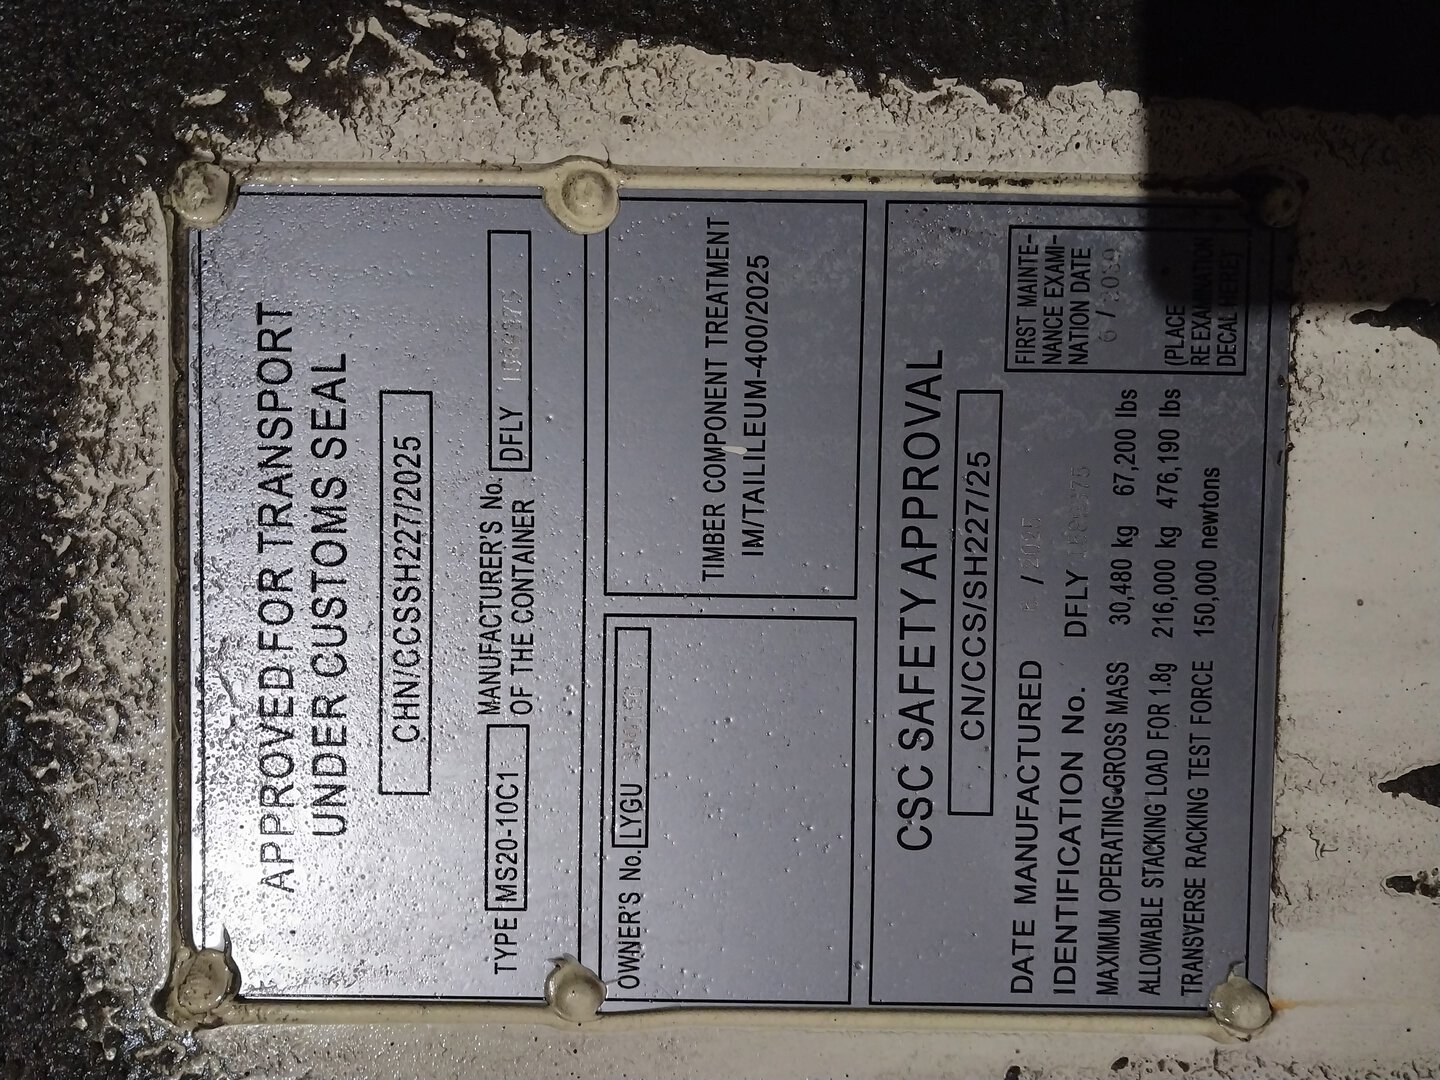 APPROVED FOR TRANSPORT
UNDER CUSTOMS SEAL
CHN/CCSSH227/2025
TYPE MS20-10C1 MANUFACTURER'S No. OF THE CONTAINER DFLY
OWNER'S No. LYGU
TIMBER COMPONENT TREATMENT
IM/TAILILEUM-400/2025
CSC SAFETY APPROVAL
CN/CCS/SH227/25
DATE MANUFACTURED / 2025
IDENTIFICATION No. DFLY
MAXIMUM OPERATING GROSS MASS 30,480 kg 67,200 lbs
ALLOWABLE STACKING LOAD FOR 1.8g 216,000 kg 476,190 lbs
TRANSVERSE RACKING TEST FORCE 150,000 newtons
FIRST MAINTE-
NANCE EXAMI-
NATION DATE
6 / 2030
(PLACE
REEXAMINATION
DECAL HERE)